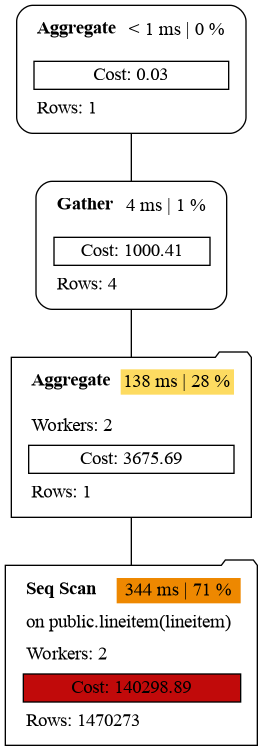 Aggregate < 1 ms | 0 %
Cost: 0.03
Rows: 1
Gather 4 ms | 1 %
Cost: 1000.41
Rows: 4
Aggregate 138 ms | 28 %
Workers: 2
Cost: 3675.69
Rows: 1
Seq Scan 344 ms | 71 %
on public.lineitem(lineitem)
Workers: 2
Cost: 140298.89
Rows: 1470273